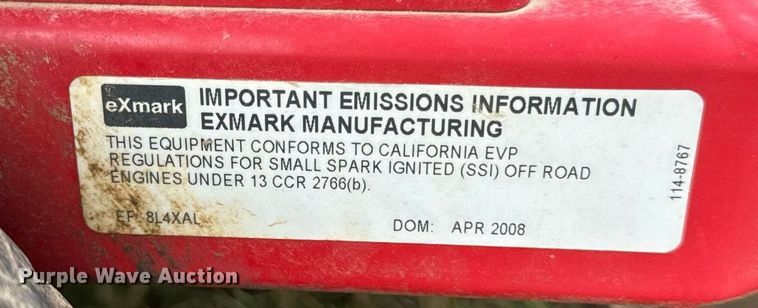 eXmark
IMPORTANT EMISSIONS INFORMATION
EXMARK MANUFACTURING
THIS EQUIPMENT CONFORMS TO CALIFORNIA EVP
REGULATIONS FOR SMALL SPARK IGNITED (SSI) OFF ROAD
ENGINES UNDER 13 CCR 2766(b).
EF: 8L4XAL
DOM: APR 2008
114-8767
Purple Wave Auction